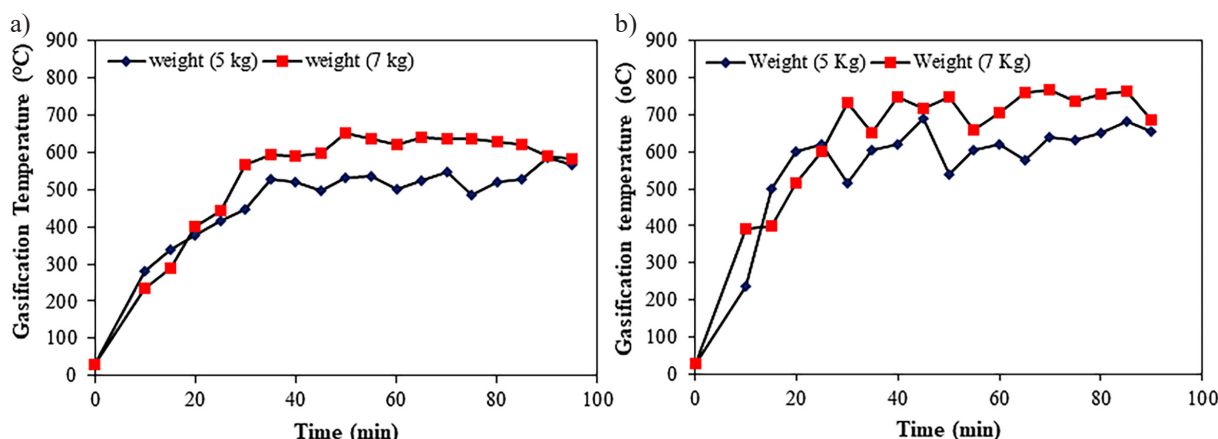 a)
Gasification Temperature (°C)
900
800
700
600
500
400
300
200
100
0
weight (5 kg) weight (7 kg)
0 20 40 60 80 100
Time (min)
b)
Gasification temperature (oC)
900
800
700
600
500
400
300
200
100
0
Weight (5 Kg) Weight (7 Kg)
0 20 40 60 80 100
Time (min)